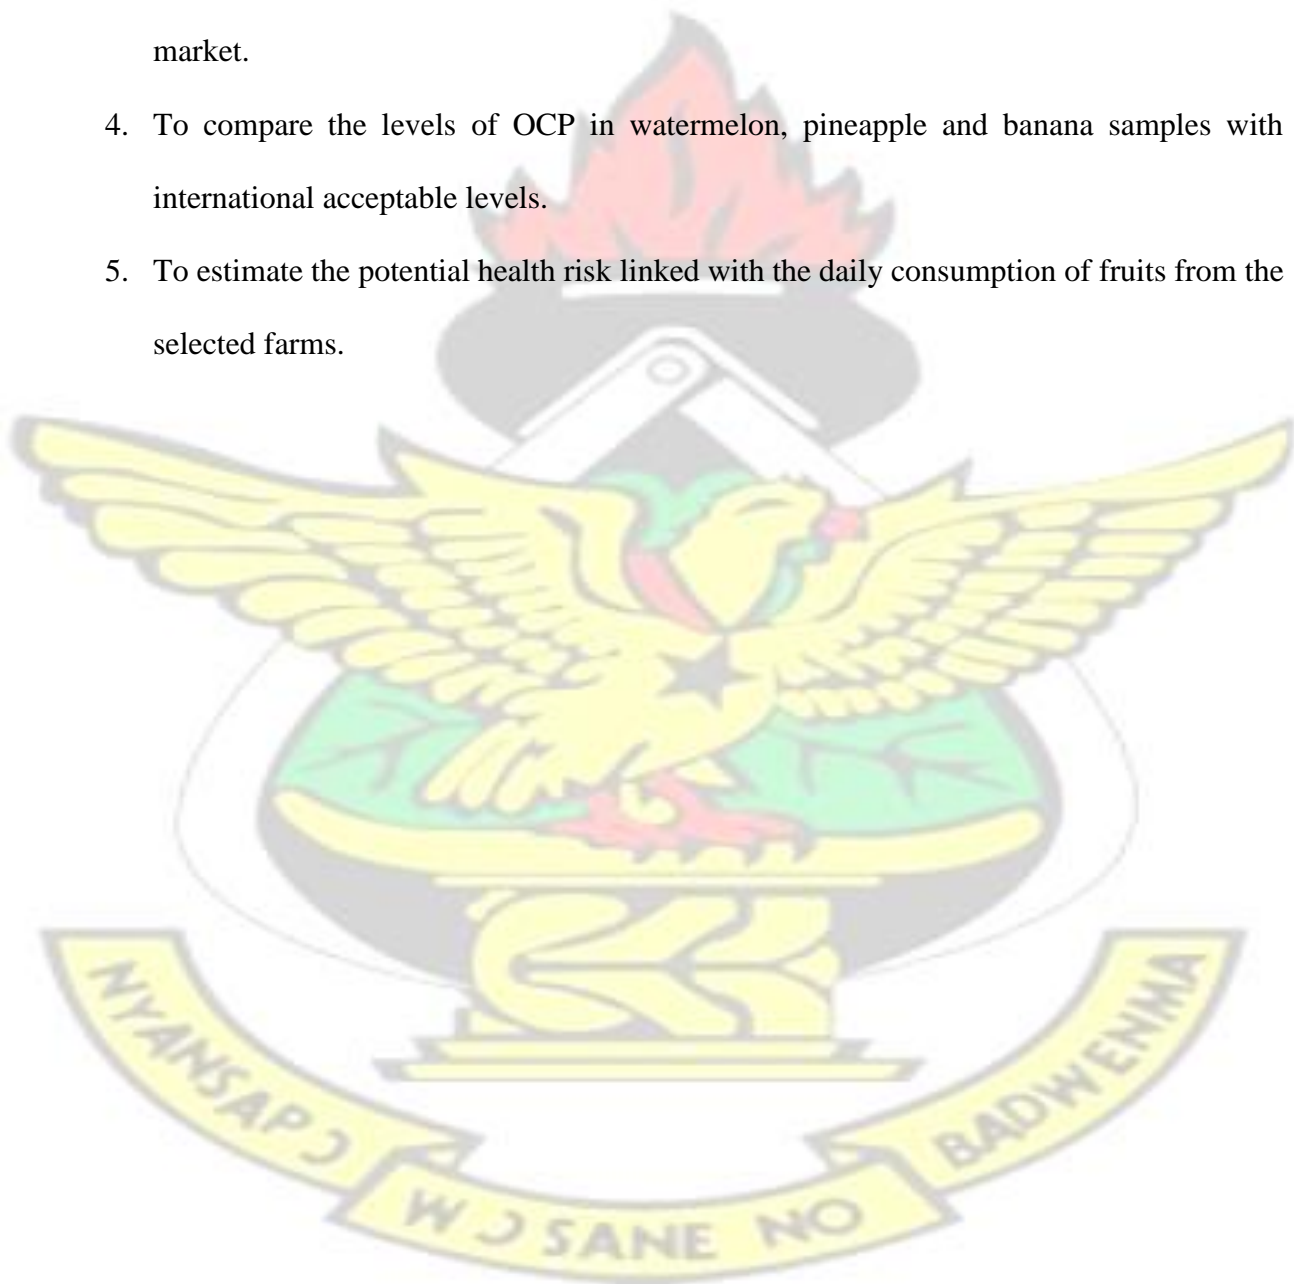 market.
4. To compare the levels of OCP in watermelon, pineapple and banana samples with
international acceptable levels.
5. To estimate the potential health risk linked with the daily consumption of fruits from the
selected farms.
NYANSAPƆ WƆSANE NO BADWENMA